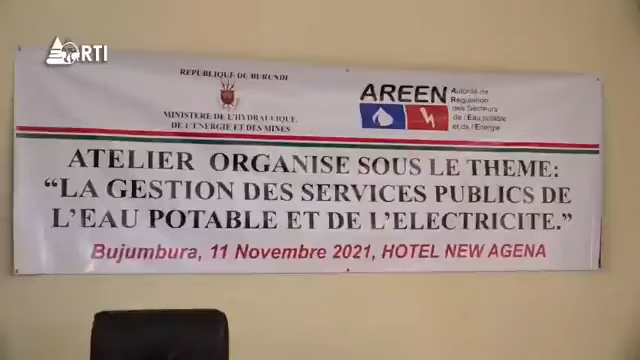 RTI
REPUBLIQUE DU BURUNDI
MINISTERE DE L'HYDRAULIQUE,
DE L'ENERGIE ET DES MINES
AREEN
Autorité de
Régulation
des Secteurs
de l'Eau potable
et de l'Energie
ATELIER ORGANISE SOUS LE THEME:
“LA GESTION DES SERVICES PUBLICS DE
L'EAU POTABLE ET DE L'ELECTRICITE.”
Bujumbura, 11 Novembre 2021, HOTEL NEW AGENA